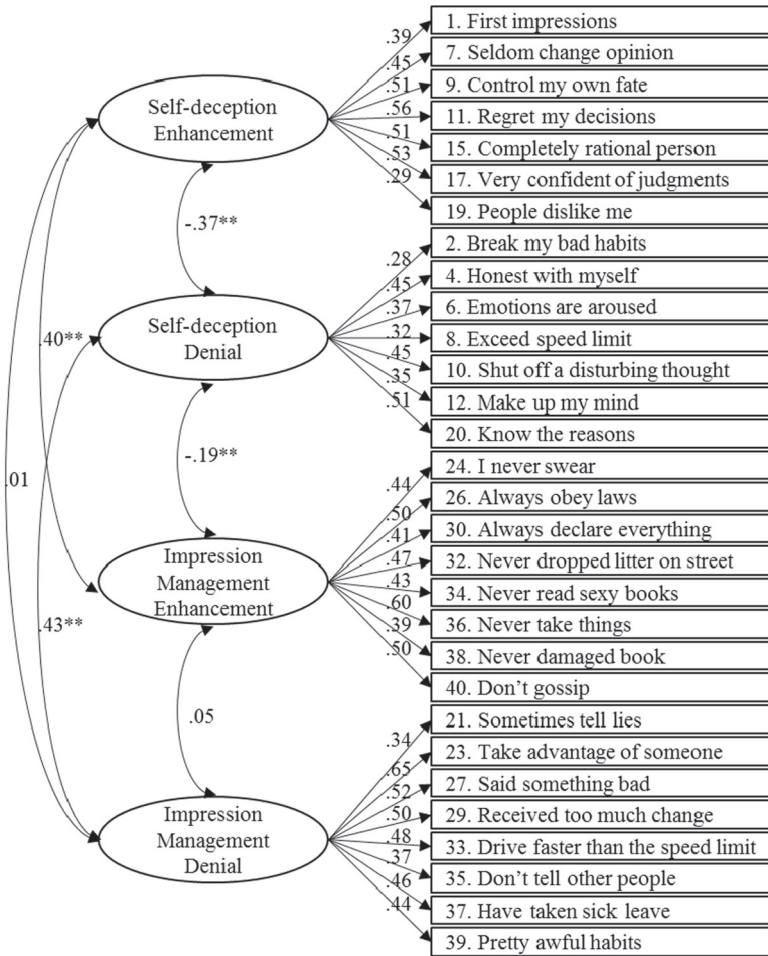 .39
1. First impressions
.45
7. Seldom change opinion
.51
9. Control my own fate
.56
11. Regret my decisions
.51
15. Completely rational person
.53
17. Very confident of judgments
.29
19. People dislike me
Self-deception
Enhancement
-.37**
.28
2. Break my bad habits
.45
4. Honest with myself
.37
6. Emotions are aroused
.32
8. Exceed speed limit
.45
10. Shut off a disturbing thought
.35
12. Make up my mind
.51
20. Know the reasons
Self-deception
Denial
.40**
-.19**
.01
.44
24. I never swear
.50
26. Always obey laws
.41
30. Always declare everything
.47
32. Never dropped litter on street
.43
34. Never read sexy books
.60
36. Never take things
.39
38. Never damaged book
.50
40. Don't gossip
Impression
Management
Enhancement
.43**
.05
.34
21. Sometimes tell lies
.65
23. Take advantage of someone
.52
27. Said something bad
.50
29. Received too much change
.48
33. Drive faster than the speed limit
.37
35. Don't tell other people
.46
37. Have taken sick leave
.44
39. Pretty awful habits
Impression
Management
Denial